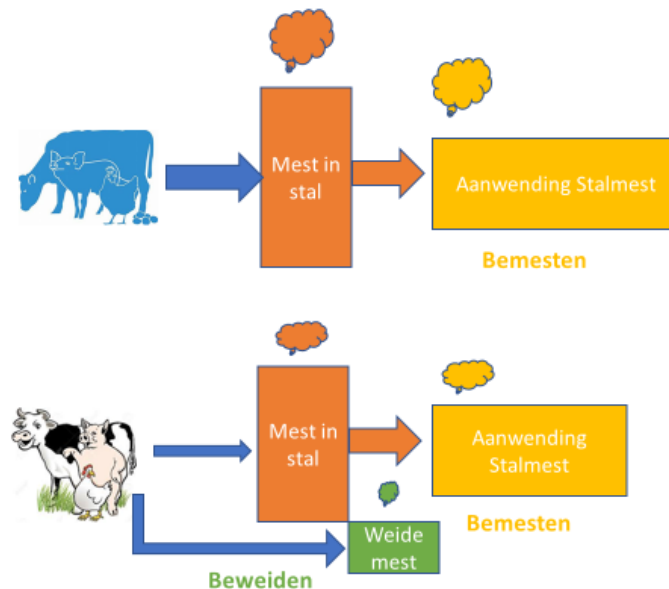 Mest in
stal
Aanwending Stalmest
Bemesten
Mest in
stal
Aanwending
Stalmest
Bemesten
Weide
mest
Beweiden